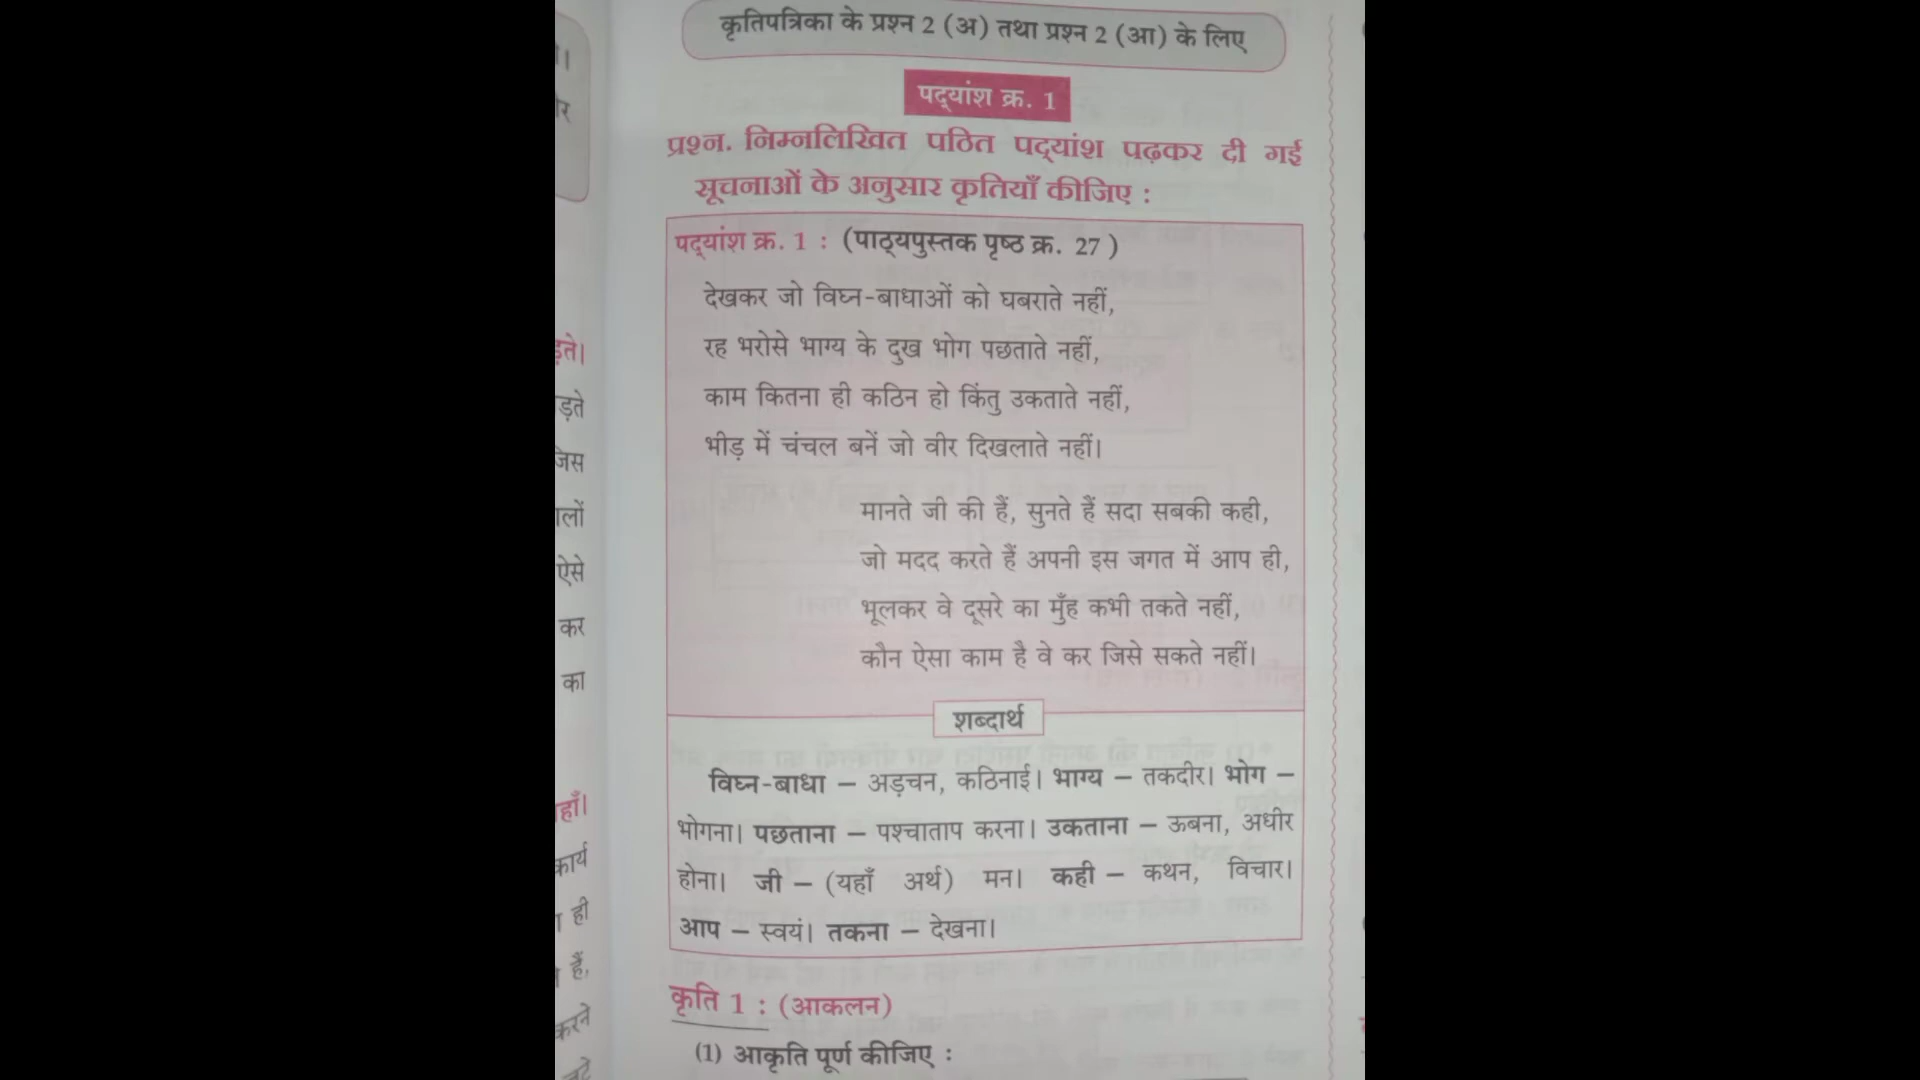 कृतिपत्रिका के प्रश्न 2 (अ) तथा प्रश्न 2 (आ) के लिए
पद्यांश क्र. 1
प्रश्न. निम्नलिखित पठित पद्यांश पढ़कर दी गई
सूचनाओं के अनुसार कृतियाँ कीजिए :
पद्यांश क्र. 1 : (पाठ्यपुस्तक पृष्ठ क्र. 27)
देखकर जो विघ्न-बाधाओं को घबराते नहीं,
रह भरोसे भाग्य के दुख भोग पछताते नहीं,
काम कितना ही कठिन हो किंतु उकताते नहीं,
भीड़ में चंचल बनें जो वीर दिखलाते नहीं।
मानते जी की हैं, सुनते हैं सदा सबकी कही,
जो मदद करते हैं अपनी इस जगत में आप ही,
भूलकर वे दूसरे का मुँह कभी तकते नहीं,
कौन ऐसा काम है वे कर जिसे सकते नहीं।
शब्दार्थ
विघ्न-बाधा – अड़चन, कठिनाई। भाग्य – तकदीर। भोग –
भोगना। पछताना – पश्चाताप करना। उकताना – ऊबना, अधीर
होना। जी – (यहाँ अर्थ) मन। कही – कथन, विचार।
आप – स्वयं। तकना – देखना।
कृति 1 : (आकलन)
(1) आकृति पूर्ण कीजिए :
ऐसे
कर
का
ही